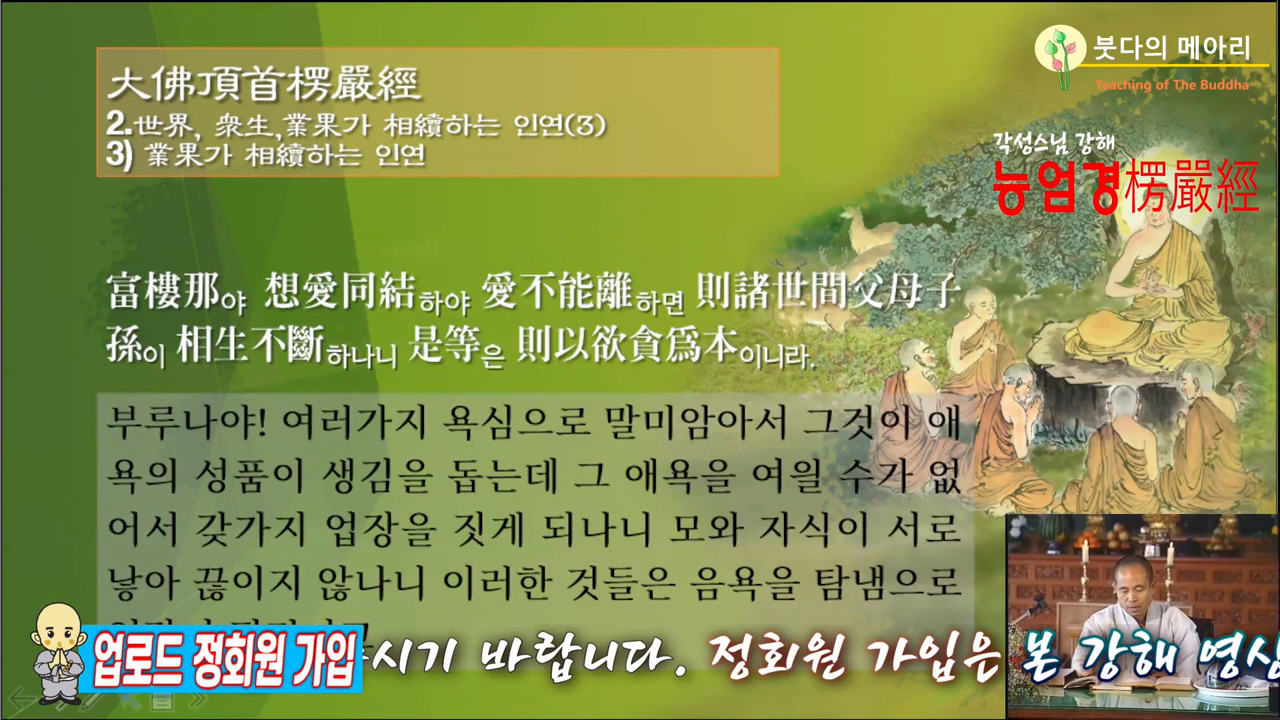 붓다의 메아리
Teaching of The Buddha
大佛頂首楞嚴經
2.世界, 衆生,業果가 相續하는 인연(3)
3) 業果가 相續하는 인연
각성스님 강해
능엄경楞嚴經
富樓那야 想愛同結하야 愛不能離하면 則諸世間父母子
孫이 相生不斷하나니 是等은 則以欲貪爲本이니라.
부루나야! 여러가지 욕심으로 말미암아서 그것이 애
욕의 성품이 생김을 돕는데 그 애욕을 여읠 수가 없
어서 갖가지 업장을 짓게 되나니 모와 자식이 서로
낳아 끊이지 않나니 이러한 것들은 음욕을 탐냄으로
업로드 정회원 가입
시기 바랍니다. 정회원 가입은 본 강해 영상